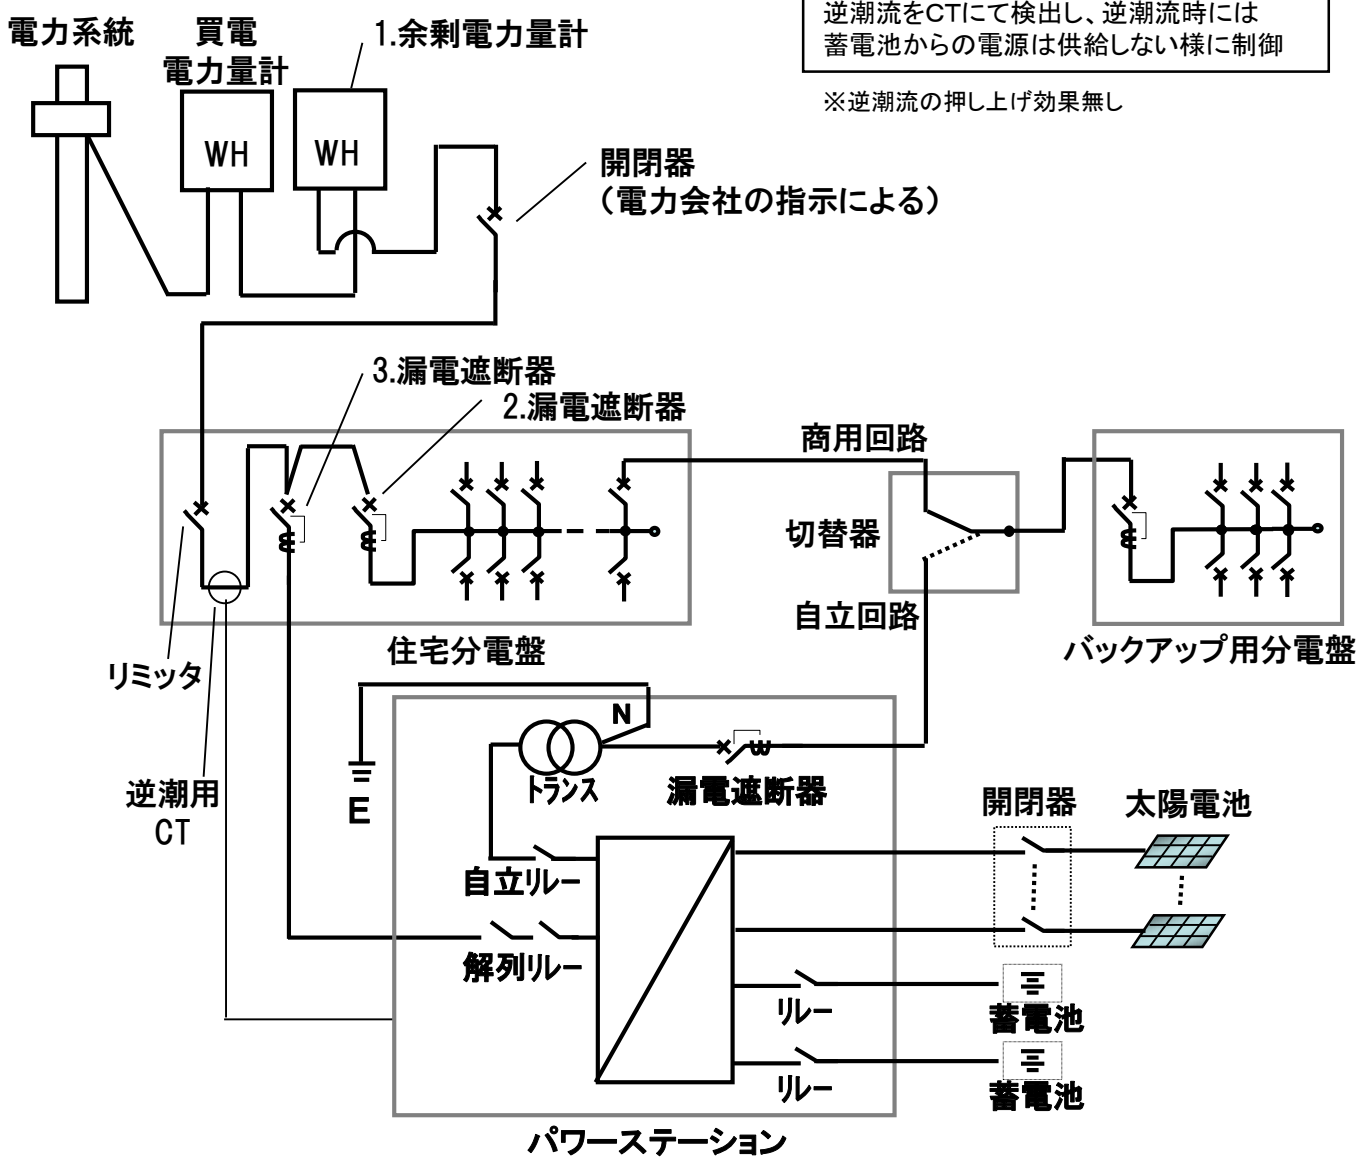 逆潮流をCTにて検出し、逆潮流時には
蓄電池からの電源は供給しない様に制御
※逆潮流の押し上げ効果無し
電力系統
買電
電力量計
1.余剰電力量計
WH
WH
開閉器
(電力会社の指示による)
3.漏電遮断器
2.漏電遮断器
商用回路
切替器
自立回路
住宅分電盤
バックアップ用分電盤
リミッタ
逆潮用
CT
N
E
トランス
漏電遮断器
開閉器
太陽電池
自立リレー
解列リレー
リレー
蓄電池
リレー
蓄電池
パワーステーション